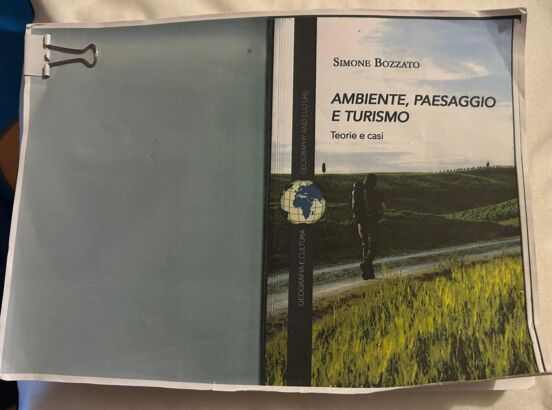 SIMONE BOZZATO
AMBIENTE, PAESAGGIO
E TURISMO
Teorie e casi
GEOGRAPHY AND CULTURE
GEOGRAFIA E CULTURA